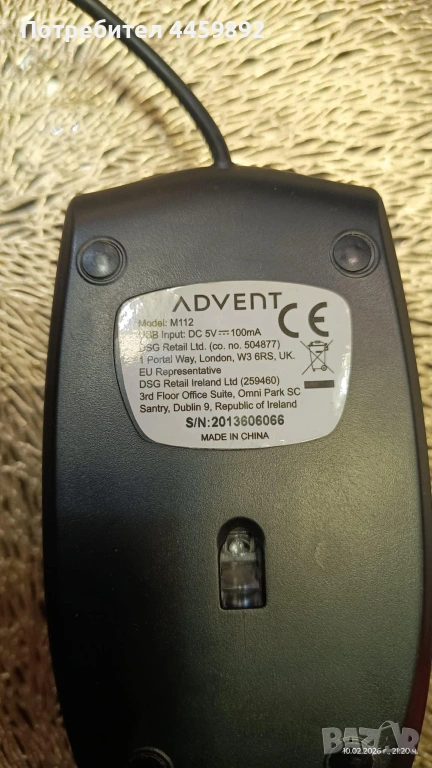 Потребител 4459892
ADVENT
CE
Model: M112
USB Input: DC 5V⎓100mA
DSG Retail Ltd. (co. no. 504877)
1 Portal Way, London, W3 6RS, UK.
EU Representative
DSG Retail Ireland Ltd (259460)
3rd Floor Office Suite, Omni Park SC
Santry, Dublin 9, Republic of Ireland
S/N:2013606066
MADE IN CHINA
BAZAR
10.02.2026 г., 21:20 ч.